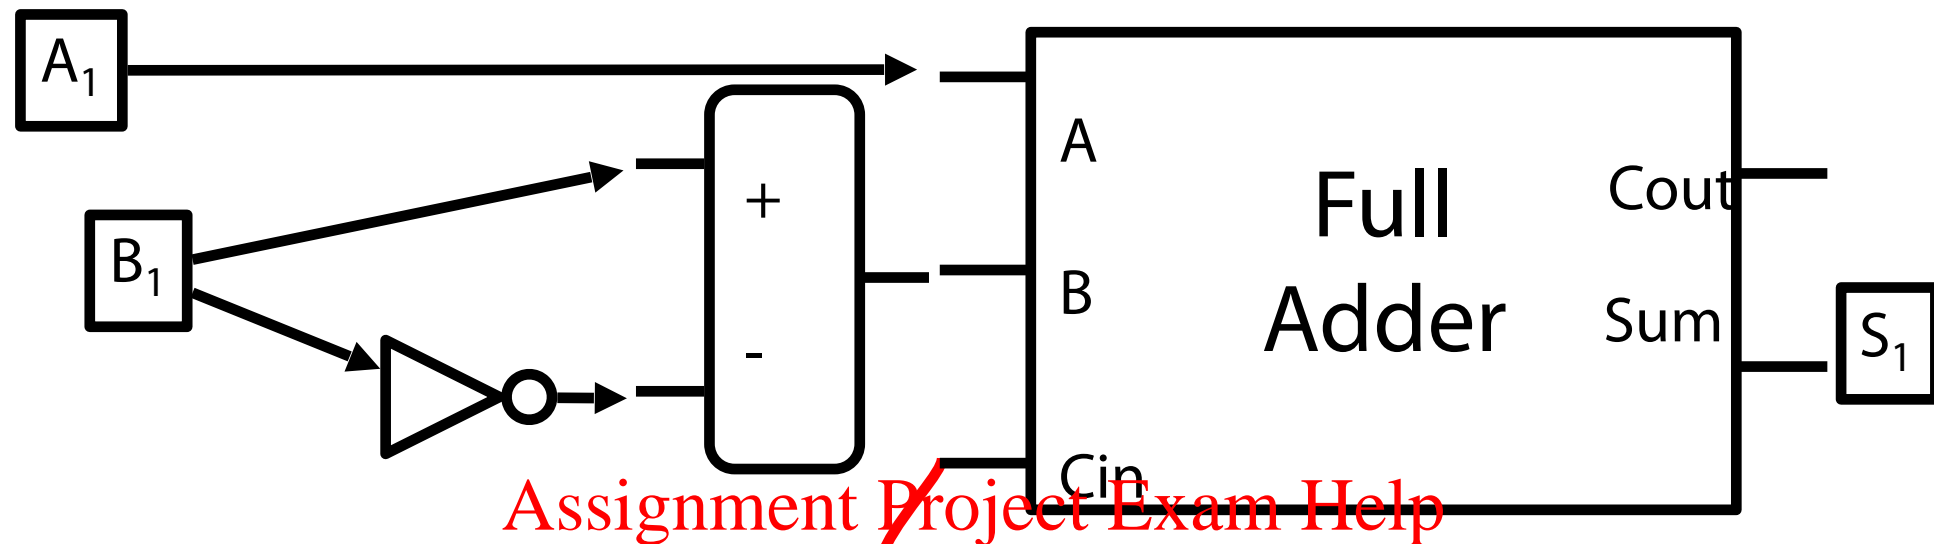 A1
B1
+
-
A
B
Cin
Full
Adder
Cout
Sum
S1
Assignment Project Exam Help